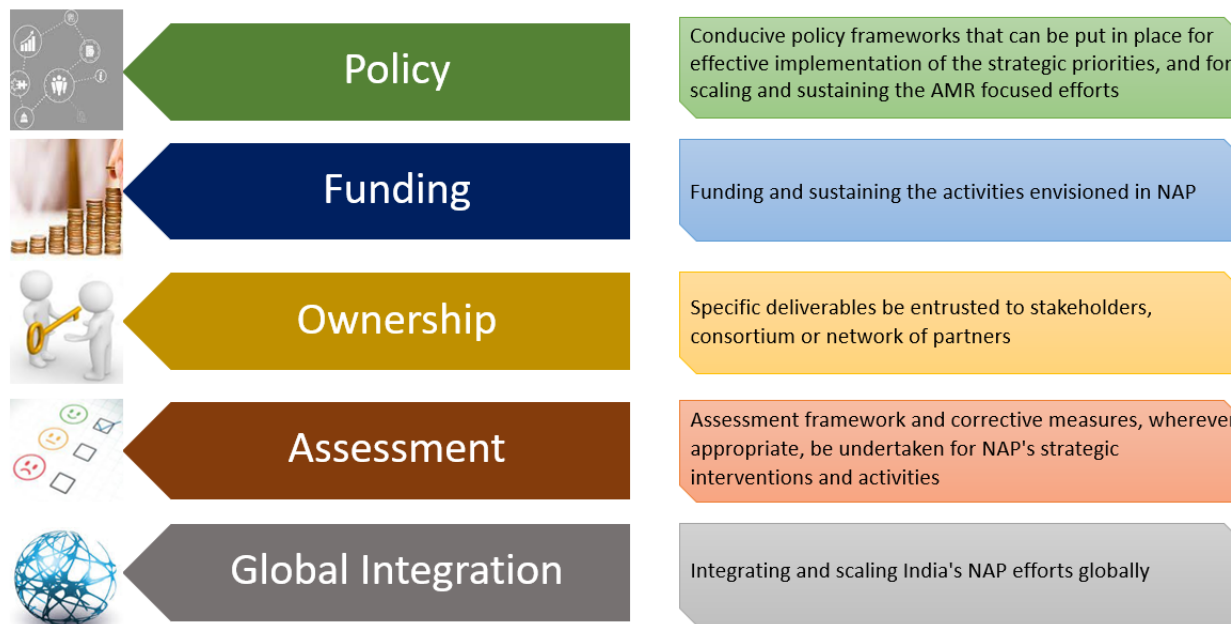 Policy
Conducive policy frameworks that can be put in place for
effective implementation of the strategic priorities, and for
scaling and sustaining the AMR focused efforts
Funding
Funding and sustaining the activities envisioned in NAP
Ownership
Specific deliverables be entrusted to stakeholders,
consortium or network of partners
Assessment
Assessment framework and corrective measures, wherever
appropriate, be undertaken for NAP's strategic
interventions and activities
Global Integration
Integrating and scaling India's NAP efforts globally